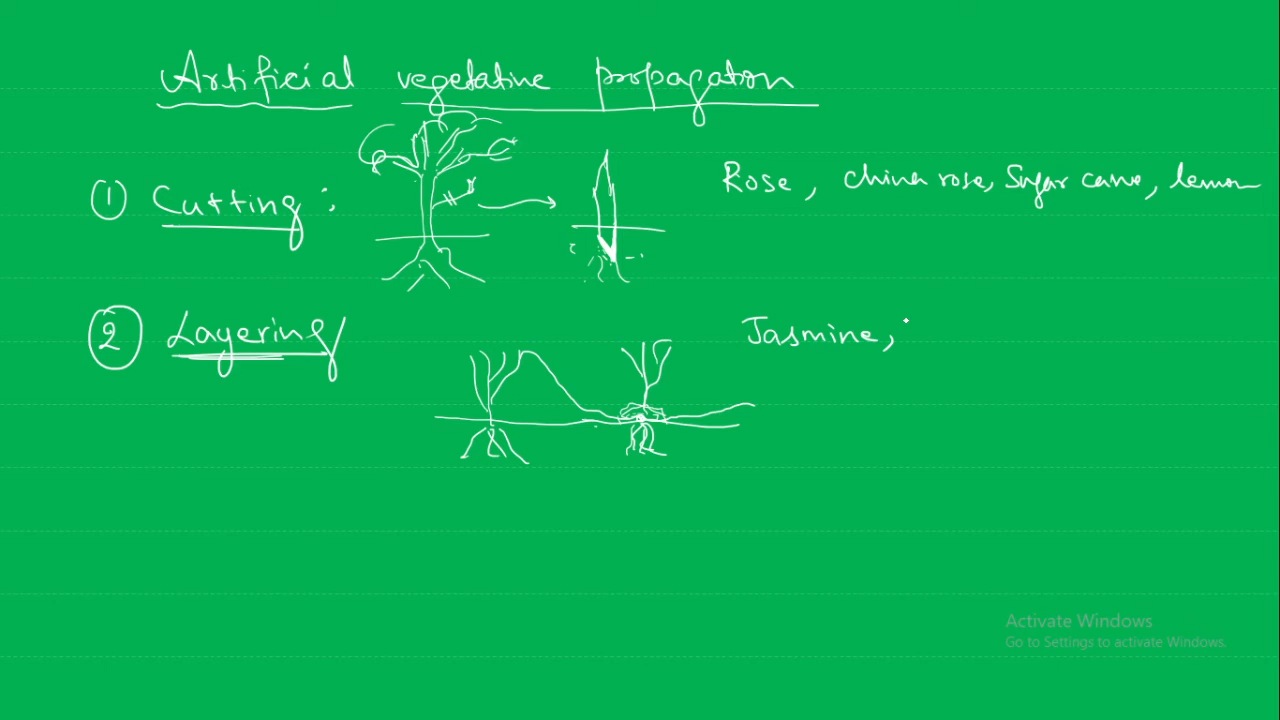 Artificial vegetative propagation
① Cutting :
Rose, china rose, Sugar cane, lemon
② Layering
Jasmine,
Activate Windows
Go to Settings to activate Windows.